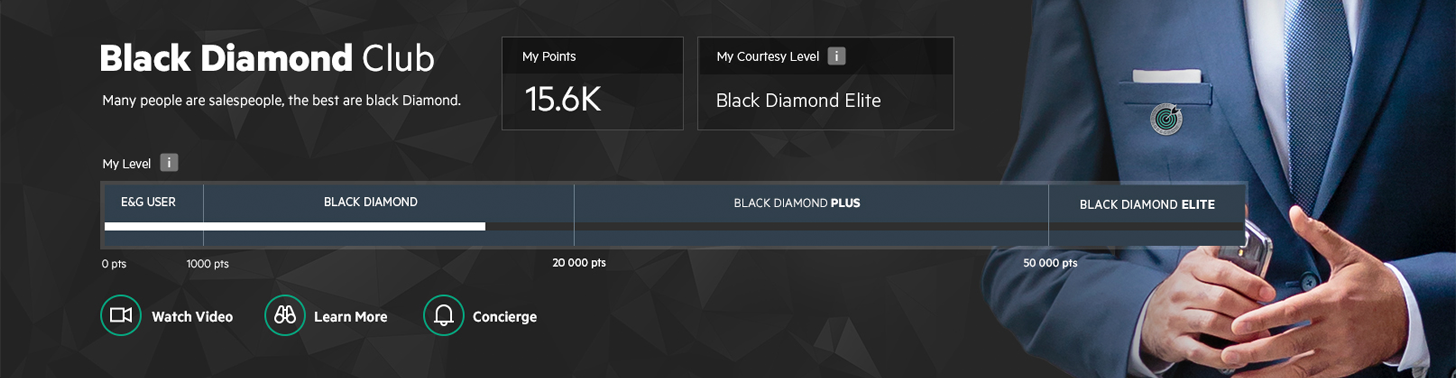 Black Diamond Club
Many people are salespeople, the best are black Diamond.
My Points
15.6K
My Courtesy Level i
Black Diamond Elite
My Level i
E&G USER
BLACK DIAMOND
BLACK DIAMOND PLUS
BLACK DIAMOND ELITE
0 pts
1000 pts
20 000 pts
50 000 pts
Watch Video
Learn More
Concierge